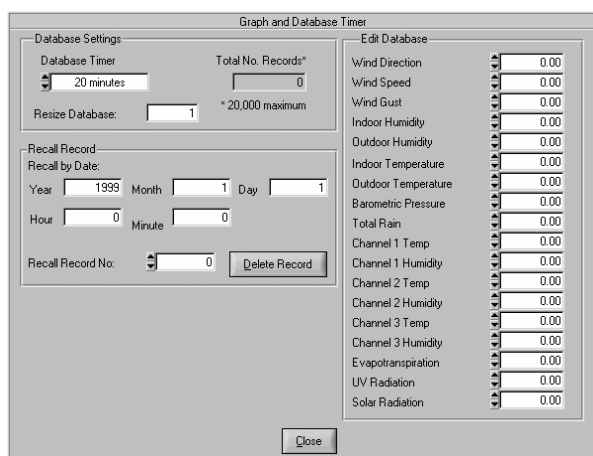 Graph and Database Timer
Database Settings
Database Timer
20 minutes
Total No. Records*
0
* 20,000 maximum
Resize Database: 1
Recall Record
Recall by Date:
Year 1999 Month 1 Day 1
Hour 0 Minute 0
Recall Record No: 0 Delete Record
Edit Database
Wind Direction 0.00
Wind Speed 0.00
Wind Gust 0.00
Indoor Humidity 0.00
Outdoor Humidity 0.00
Indoor Temperature 0.00
Outdoor Temperature 0.00
Barometric Pressure 0.00
Total Rain 0.00
Channel 1 Temp 0.00
Channel 1 Humidity 0.00
Channel 2 Temp 0.00
Channel 2 Humidity 0.00
Channel 3 Temp 0.00
Channel 3 Humidity 0.00
Evapotranspiration 0.00
UV Radiation 0.00
Solar Radiation 0.00
Close